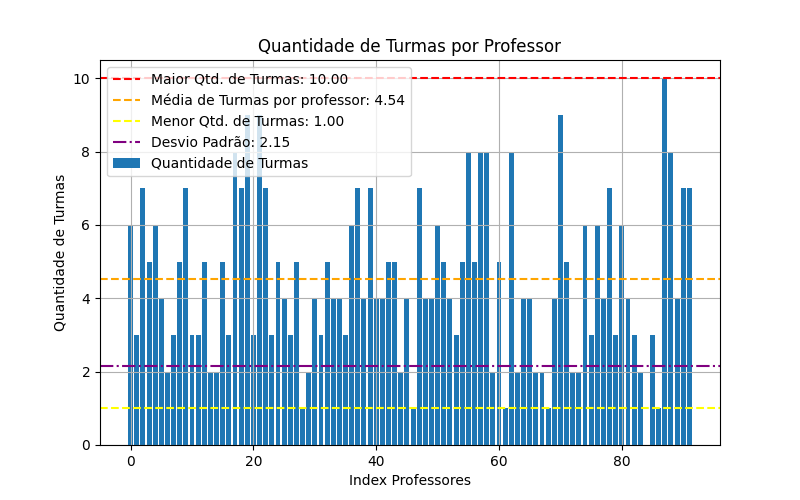 Quantidade de Turmas por Professor
Maior Qtd. de Turmas: 10.00
Média de Turmas por professor: 4.54
Menor Qtd. de Turmas: 1.00
Desvio Padrão: 2.15
Quantidade de Turmas
Quantidade de Turmas
10
8
6
4
2
0
0 20 40 60 80
Index Professores